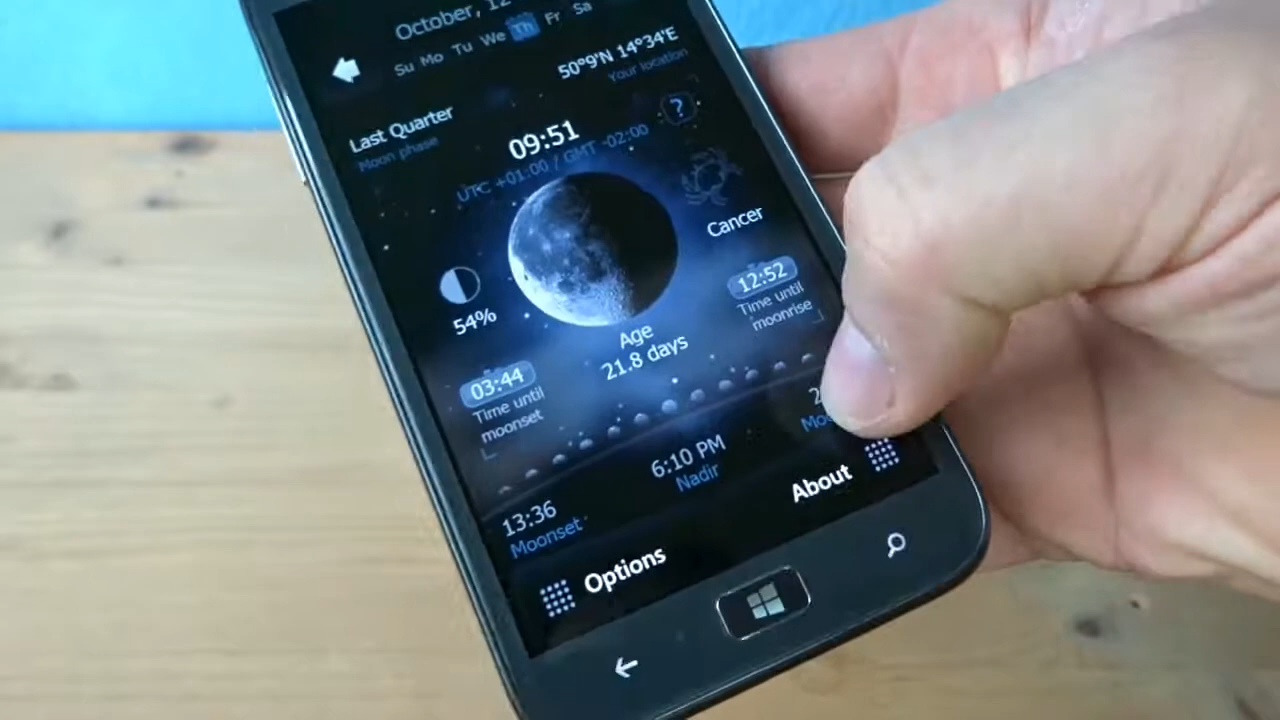 October, 12
Su Mo Tu We Th Fr Sa
50°9'N 14°34'E
Your location
Last Quarter
Moon phase
?
09:51
UTC +01:00 / GMT -02:00
Cancer
54%
12:52
Time until
moonrise
Age
21.8 days
03:44
Time until
moonset
6:10 PM
Nadir
13:36
Moonset
About
Options